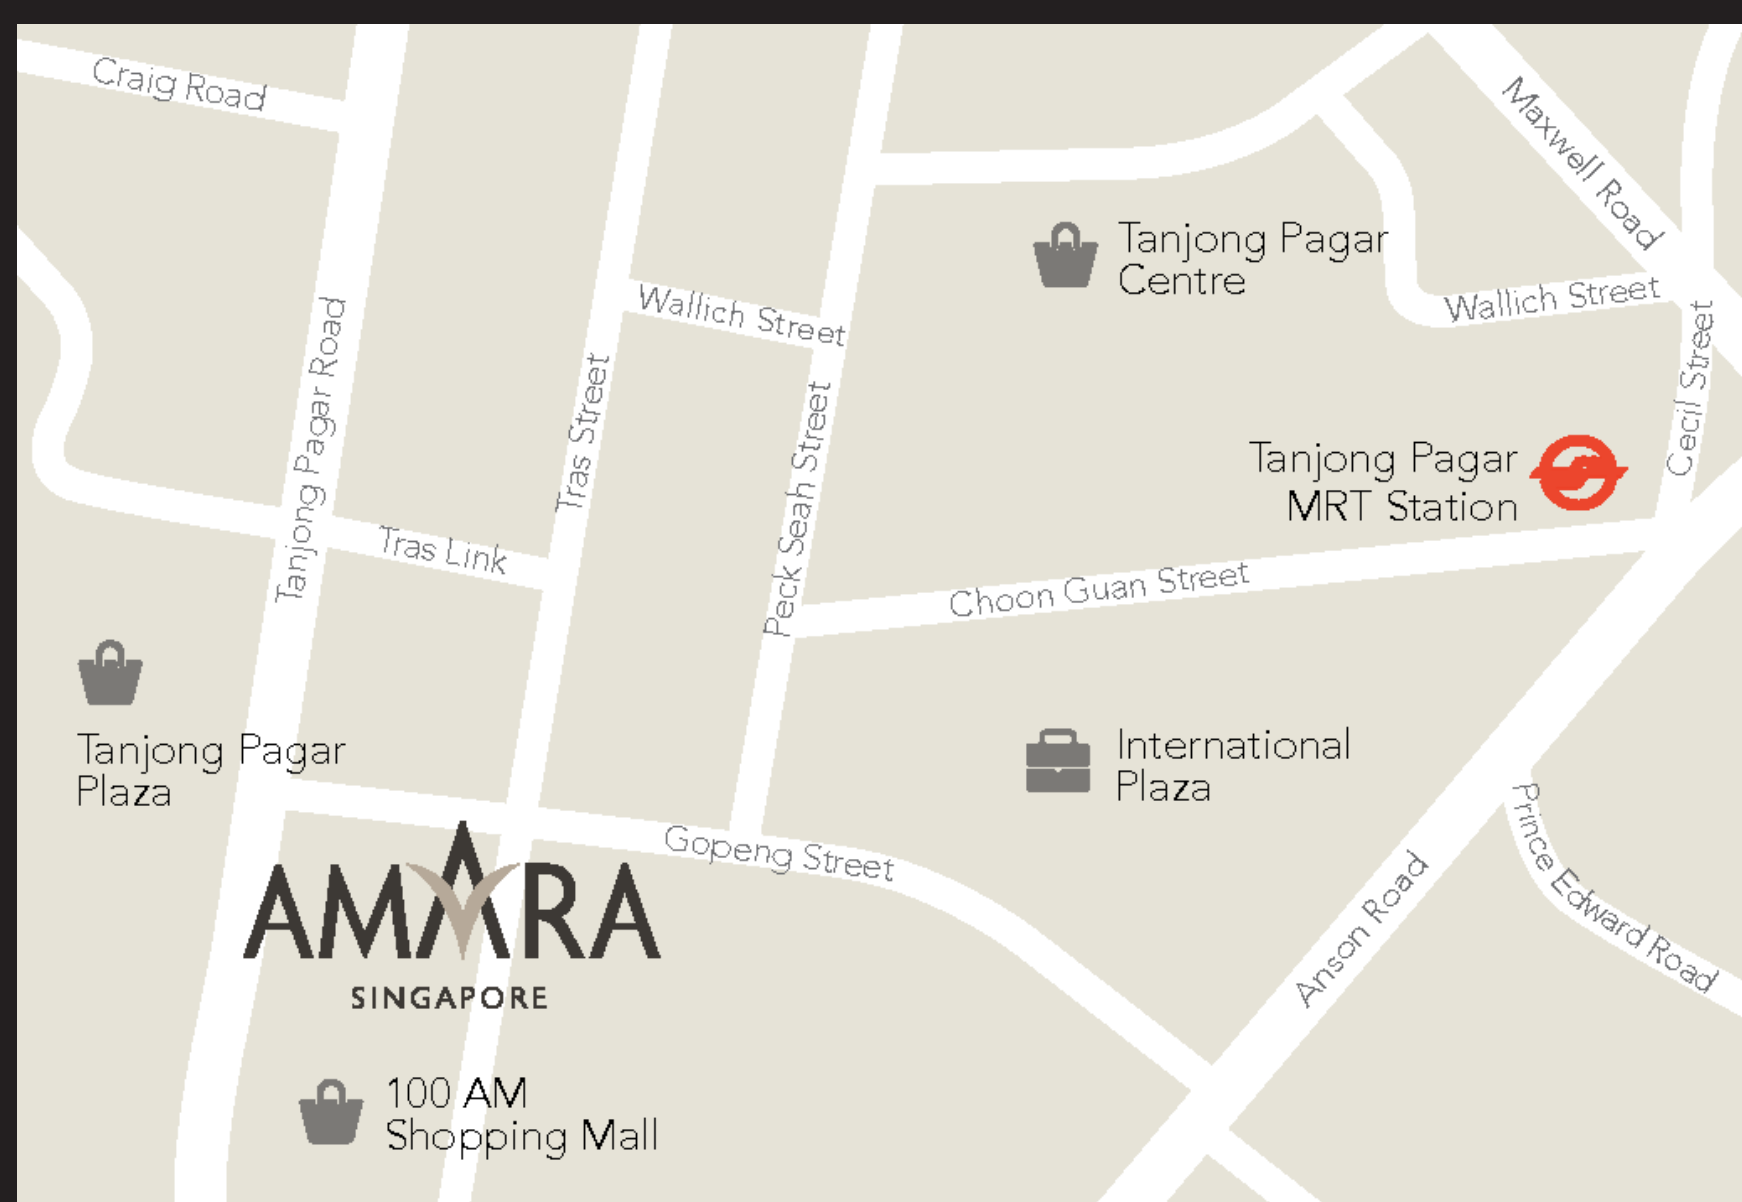 Craig Road
Maxwell Road
Tanjong Pagar
Centre
Wallich Street
Wallich Street
Cecil Street
Tanjong Pagar Road
Tras Street
Peck Seah Street
Tanjong Pagar
MRT Station
Tras Link
Choon Guan Street
Tanjong Pagar
Plaza
International
Plaza
Gopeng Street
Prince Edward Road
Anson Road
AMARA
SINGAPORE
100 AM
Shopping Mall